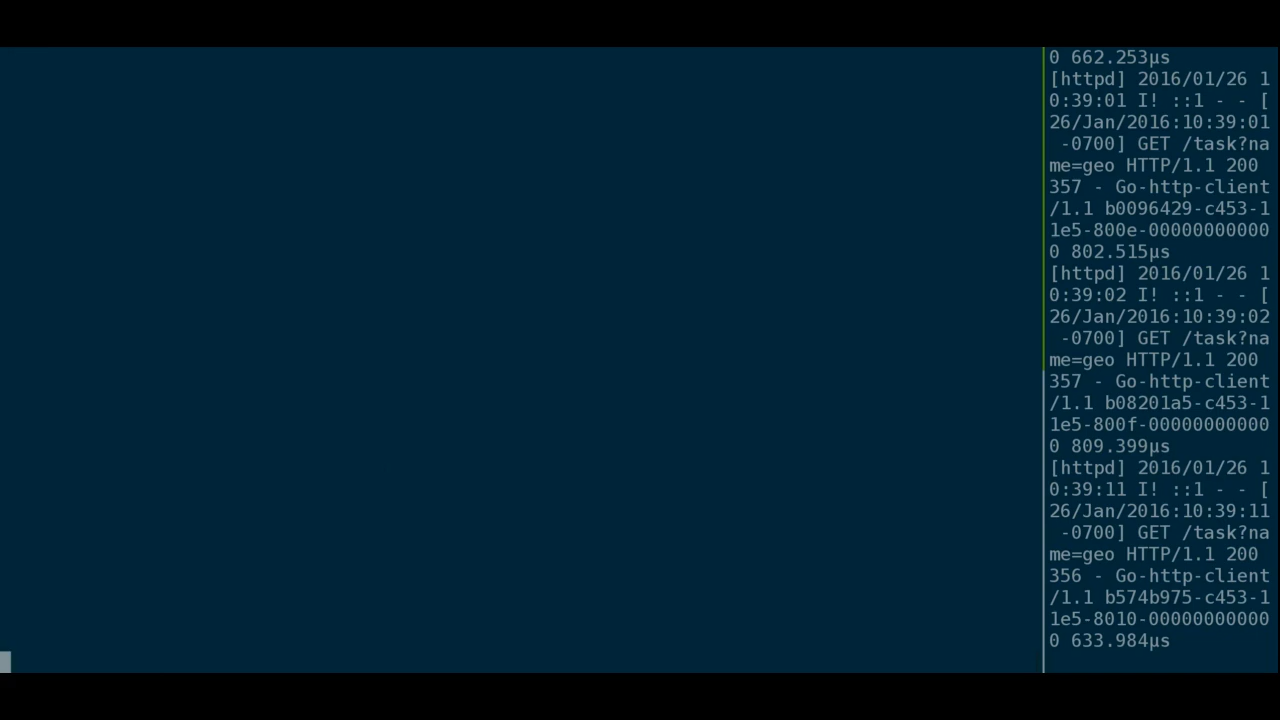 0 662.253µs
[httpd] 2016/01/26 1
0:39:01 I! ::1 - - [
26/Jan/2016:10:39:01
 -0700] GET /task?na
me=geo HTTP/1.1 200
357 - Go-http-client
/1.1 b0096429-c453-1
1e5-800e-00000000000
0 802.515µs
[httpd] 2016/01/26 1
0:39:02 I! ::1 - - [
26/Jan/2016:10:39:02
 -0700] GET /task?na
me=geo HTTP/1.1 200
357 - Go-http-client
/1.1 b08201a5-c453-1
1e5-800f-00000000000
0 809.399µs
[httpd] 2016/01/26 1
0:39:11 I! ::1 - - [
26/Jan/2016:10:39:11
 -0700] GET /task?na
me=geo HTTP/1.1 200
356 - Go-http-client
/1.1 b574b975-c453-1
1e5-8010-00000000000
0 633.984µs